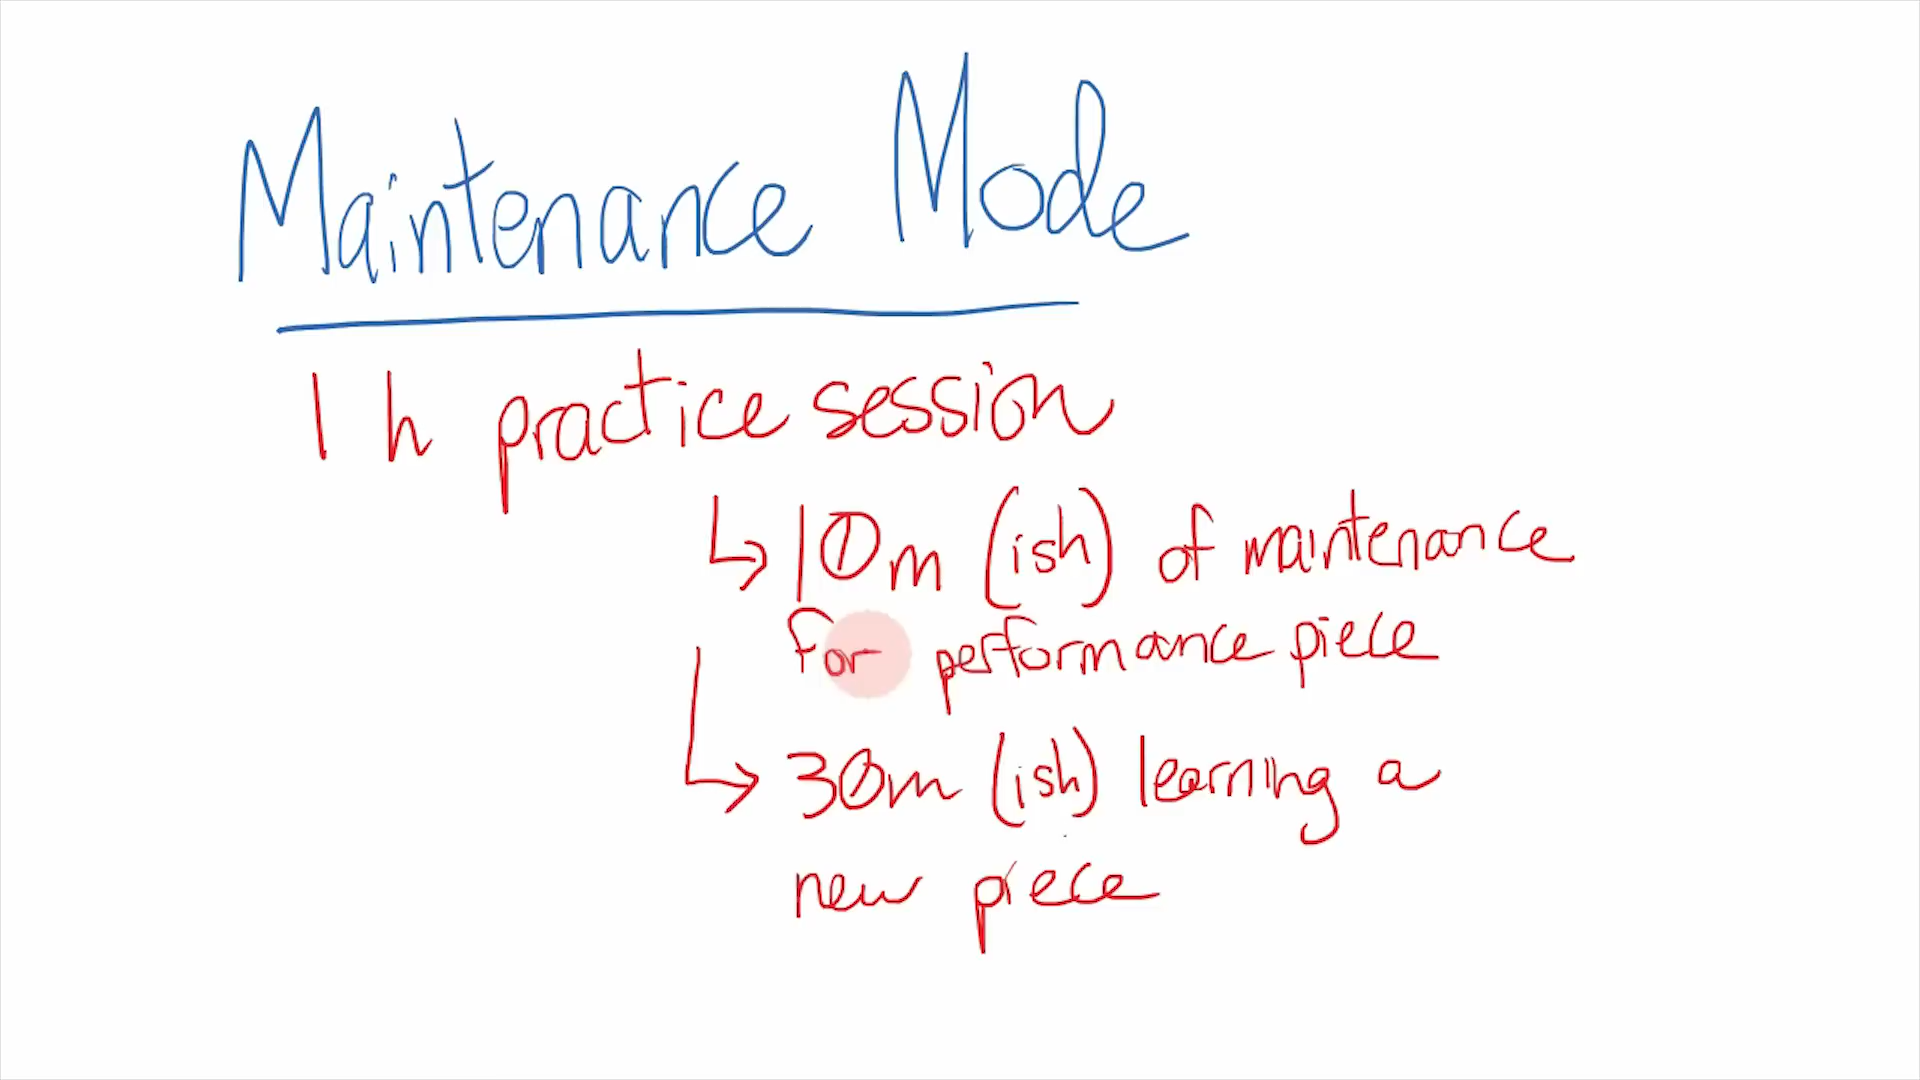 Maintenance Mode
1 h practice session
↳ 10m (ish) of maintenance
for performance piece
↳ 30m (ish) learning a
new piece